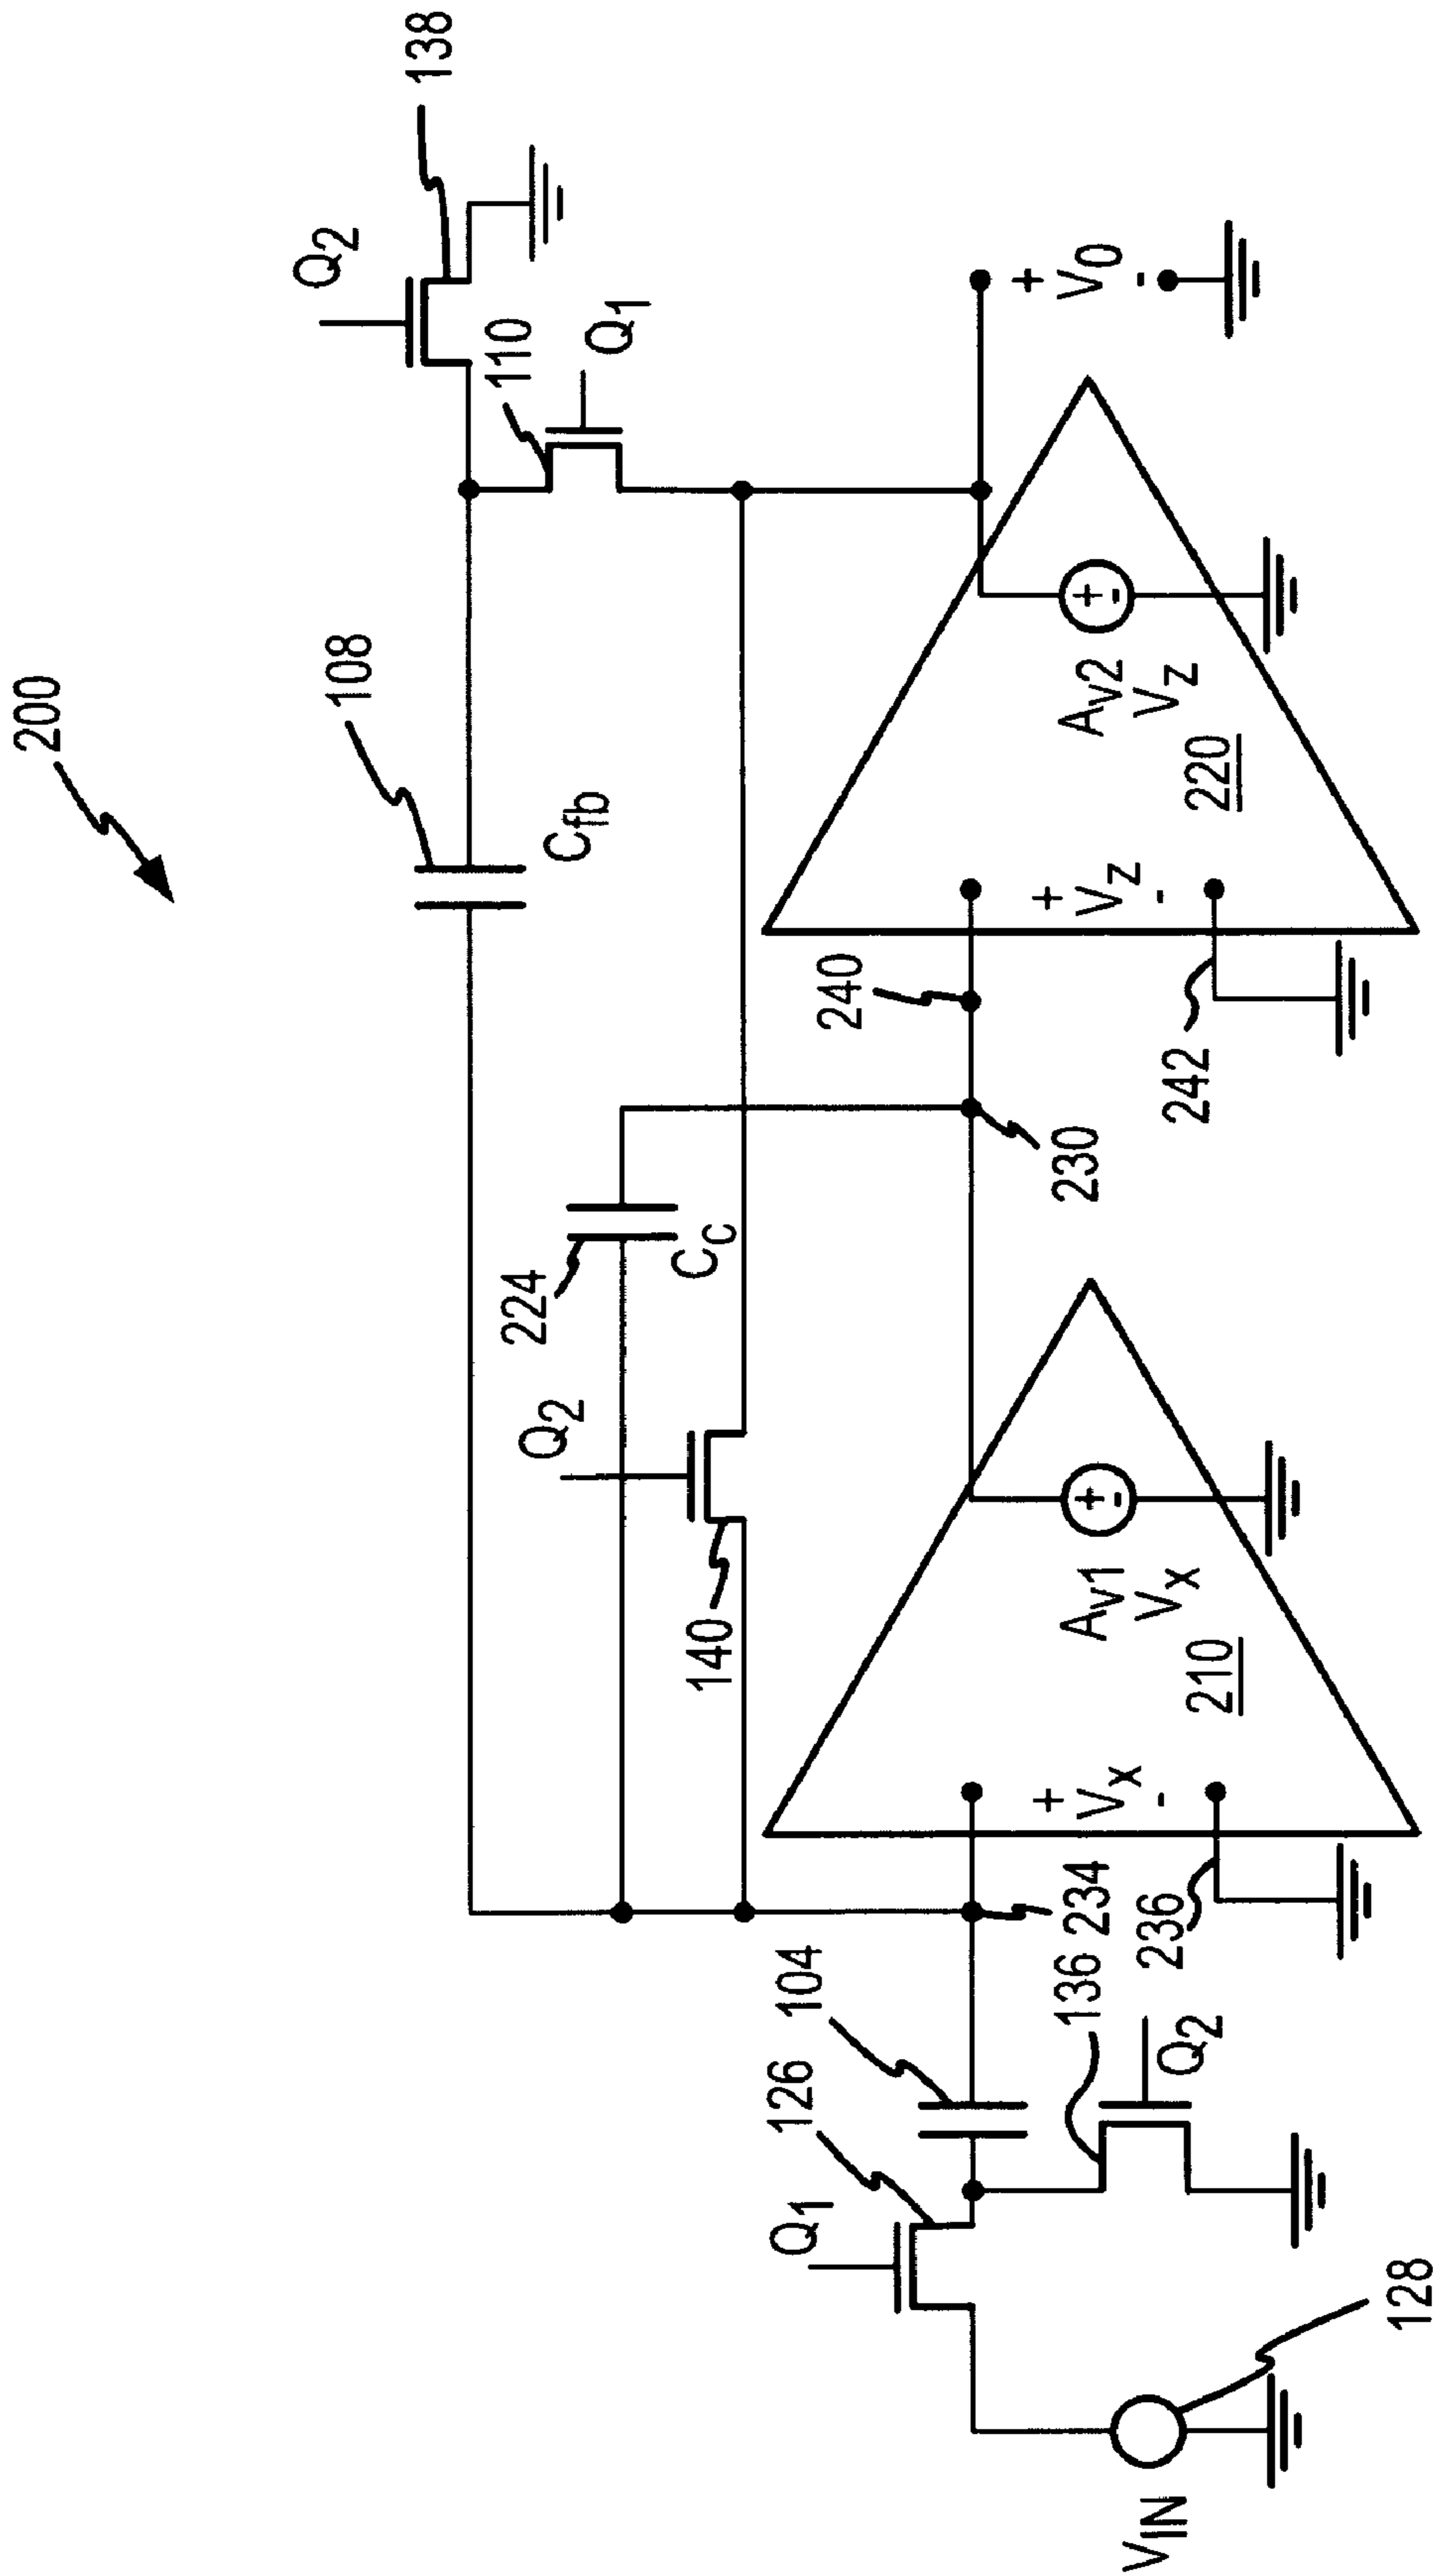 200
138
Q2
110
Q1
108
Cfb
224
CC
Q2
140
+
V0
-
+
-
AV2
VZ
220
+
VZ
-
240
242
230
+
-
AV1
VX
210
+
VX
-
234
236
104
126
136
Q2
Q1
128
VIN